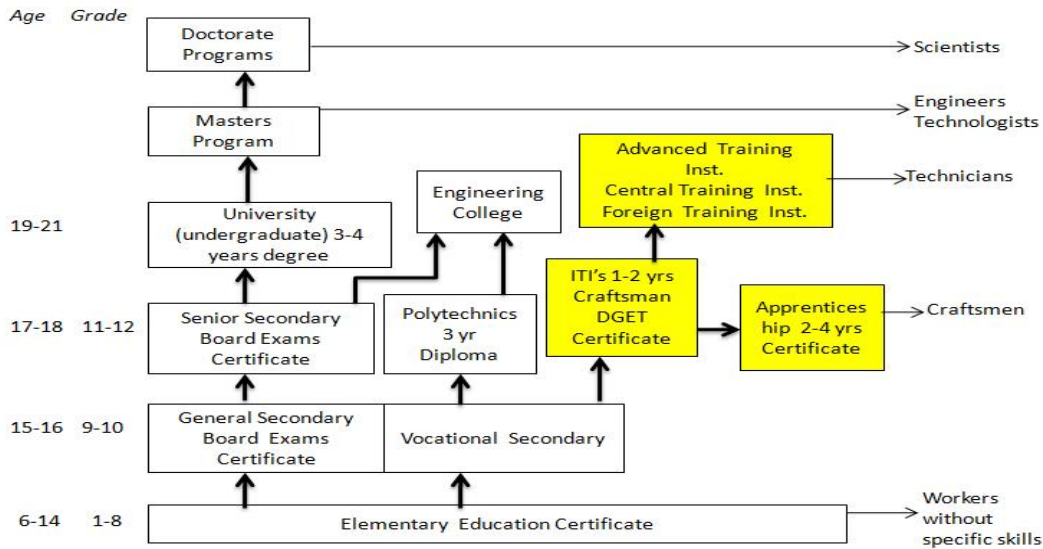 Age Grade
Doctorate
Programs
Scientists
Masters
Program
Engineers
Technologists
Advanced Training
Inst.
Central Training Inst.
Foreign Training Inst.
Technicians
Engineering
College
19-21
University
(undergraduate) 3-4
years degree
17-18 11-12
Senior Secondary
Board Exams
Certificate
Polytechnics
3 yr
Diploma
ITI's 1-2 yrs
Craftsman
DGET
Certificate
Apprentices
hip 2-4 yrs
Certificate
Craftsmen
15-16 9-10
General Secondary
Board Exams
Certificate
Vocational Secondary
6-14 1-8
Elementary Education Certificate
Workers
without
specific skills